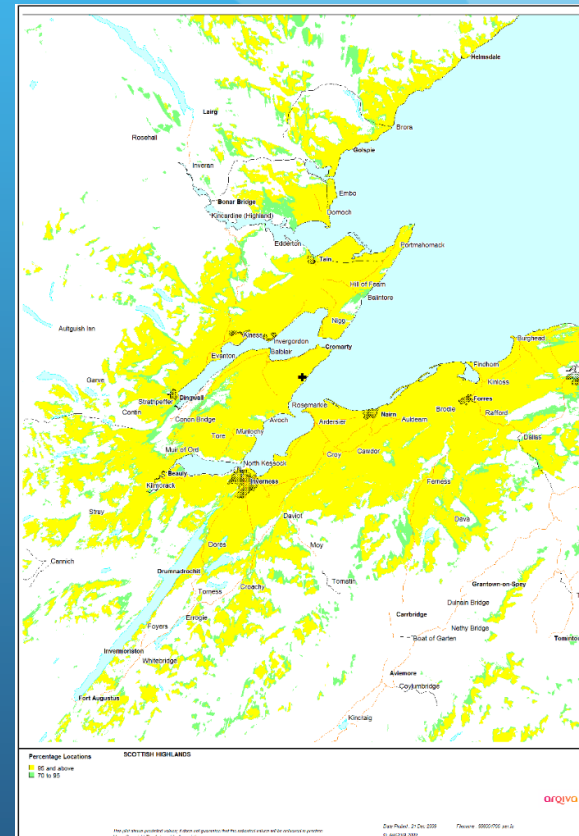 Helmsdale
Lairg
Brora
Rosehall
Golspie
Inveran
Embo
Bonar Bridge
Dornoch
Kincardine (Highland)
Edderton
Portmahomack
Tain
Hill of Fearn
Balintore
Nigg
Aultguish Inn
Alness
Invergordon
Burghead
Cromarty
Balblair
Evanton
Findhorn
Garve
Kinloss
Dingwall
Strathpeffer
Rosemarkie
Forres
Contin
Brodie
Rafford
Nairn
Conon Bridge
Avoch
Ardersier
Auldearn
Tore
Munlochy
Dallas
Muir of Ord
Croy
Cawdor
North Kessock
Beauly
Inverness
Ferness
Kilmorack
Struy
Daviot
Dava
Dores
Moy
Cannich
Drumnadrochit
Tomatin
Grantown-on-Spey
Torness
Croachy
Dulnain Bridge
Errogie
Carrbridge
Foyers
Nethy Bridge
Boat of Garten
Invermoriston
Whitebridge
Aviemore
Coylumbridge
Fort Augustus
Kincraig
Percentage Locations
SCOTTISH HIGHLANDS
95 and above
70 to 95
arqiva